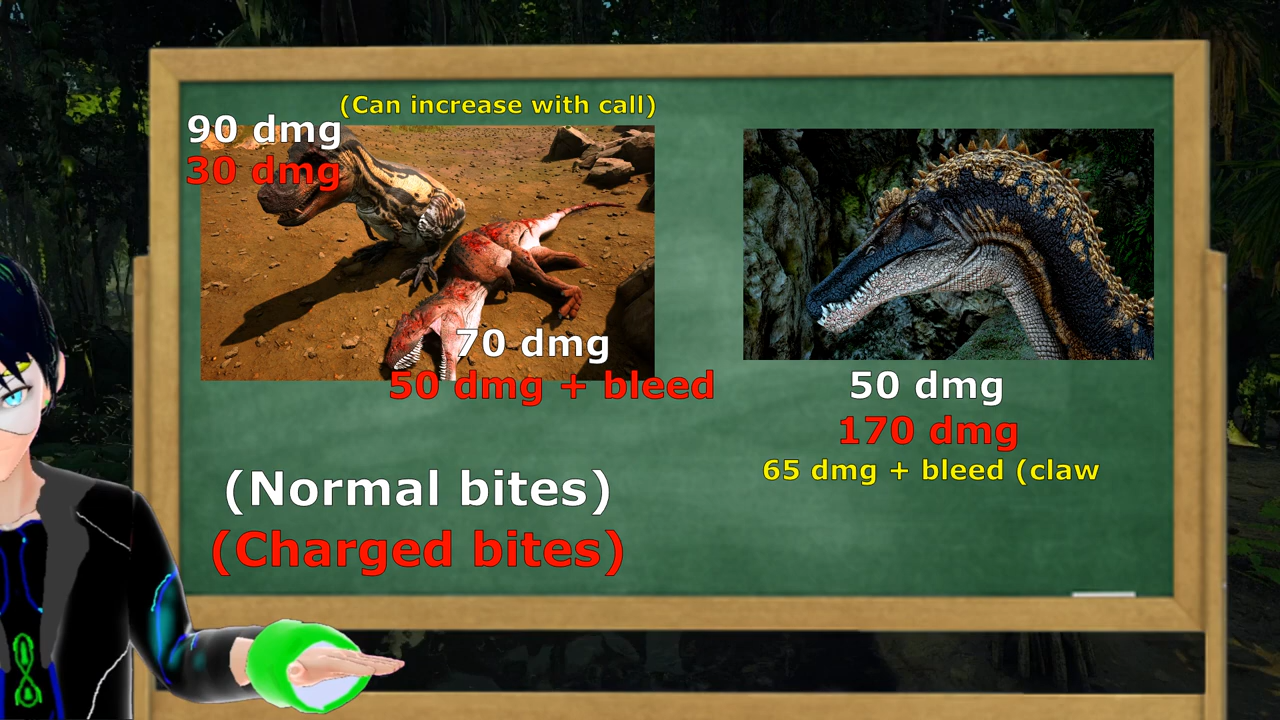 (Can increase with call)
90 dmg
30 dmg
70 dmg
50 dmg + bleed
50 dmg
170 dmg
65 dmg + bleed (claw
(Normal bites)
(Charged bites)